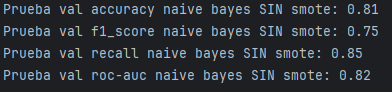 Prueba val accuracy naive bayes SIN smote: 0.81
Prueba val f1_score naive bayes SIN smote: 0.75
Prueba val recall naive bayes SIN smote: 0.85
Prueba val roc-auc naive bayes SIN smote: 0.82